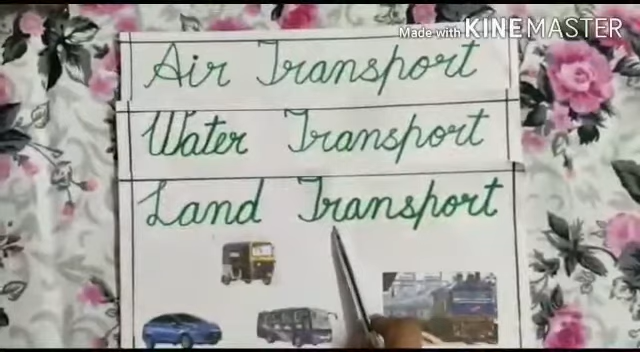 Made with KINEMASTER
Air Transport
Water Transport
Land Transport